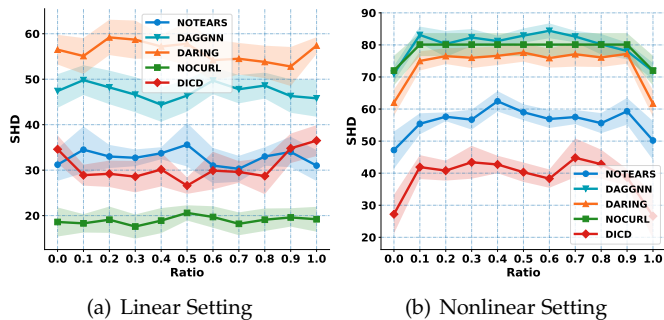 SHD
60
50
40
30
20
NOTEARS
DAGGNN
DARING
NOCURL
DICD
0.0 0.1 0.2 0.3 0.4 0.5 0.6 0.7 0.8 0.9 1.0
Ratio
(a) Linear Setting
SHD
90
80
70
60
50
40
30
20
NOTEARS
DAGGNN
DARING
NOCURL
DICD
0.0 0.1 0.2 0.3 0.4 0.5 0.6 0.7 0.8 0.9 1.0
Ratio
(b) Nonlinear Setting